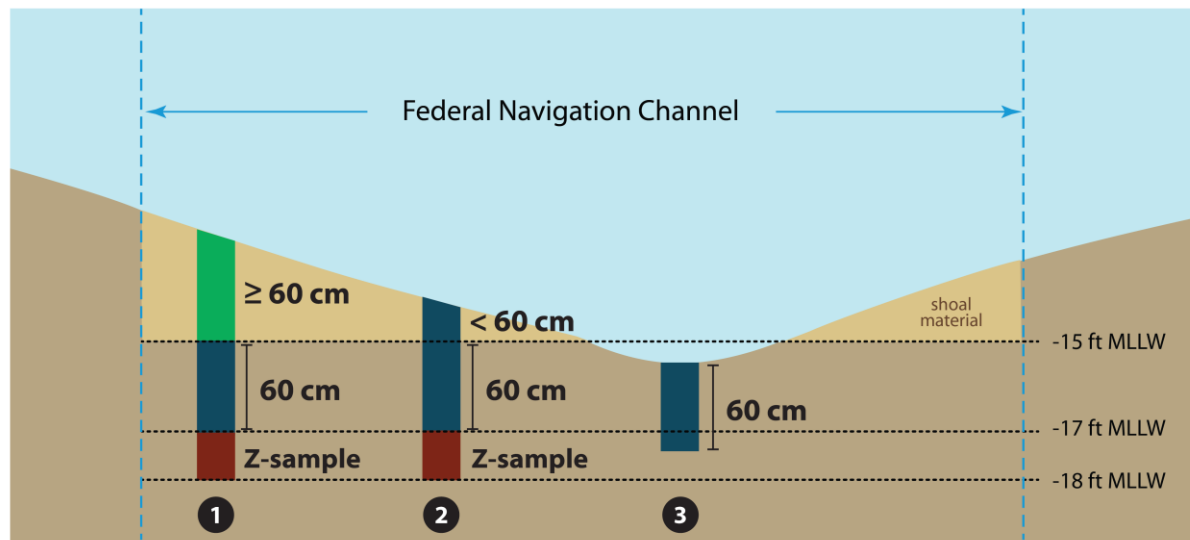 Federal Navigation Channel
≥ 60 cm
< 60 cm
shoal
material
-15 ft MLLW
60 cm
60 cm
60 cm
-17 ft MLLW
Z-sample
Z-sample
-18 ft MLLW
1
2
3